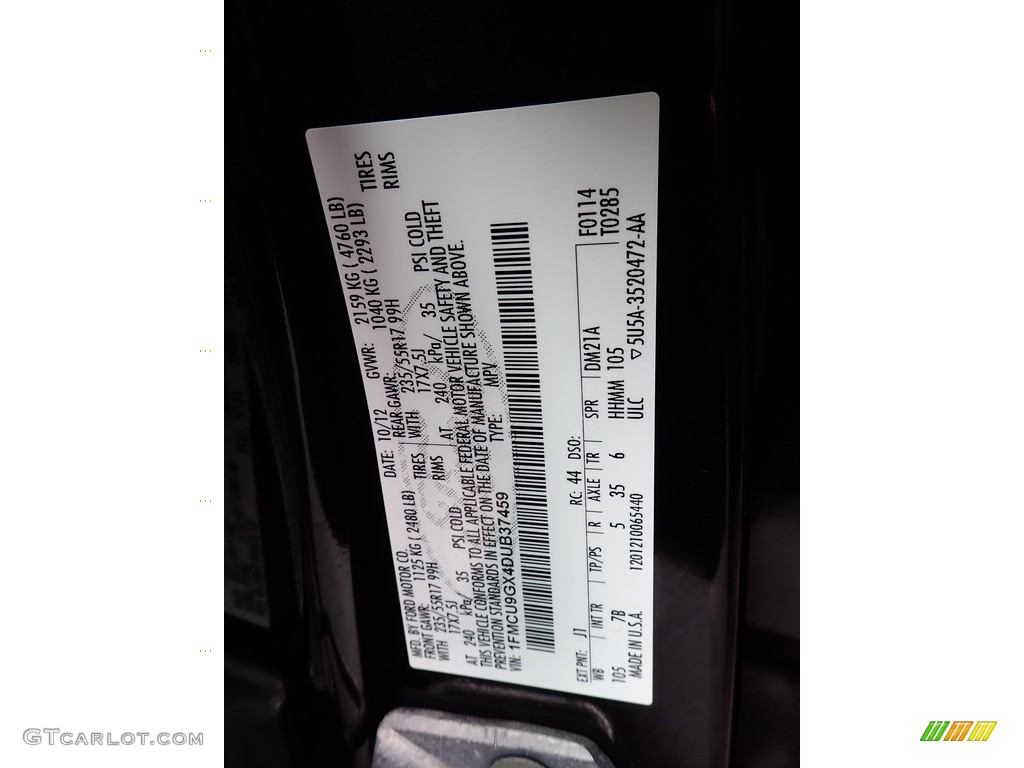 MFD. BY FORD MOTOR CO.
DATE: 10/12 GVWR: 2159 KG ( 4760 LB)
FRONT GAWR: 1125 KG ( 2480 LB) REAR GAWR: 1040 KG ( 2293 LB)
WITH 235/55R17 99H TIRES WITH 235/55R17 99H TIRES
17X7.5J RIMS 17X7.5J RIMS
AT 240 kPa/ 35 PSI COLD AT 240 kPa/ 35 PSI COLD
THIS VEHICLE CONFORMS TO ALL APPLICABLE FEDERAL MOTOR VEHICLE SAFETY AND THEFT
PREVENTION STANDARDS IN EFFECT ON THE DATE OF MANUFACTURE SHOWN ABOVE.
VIN: 1FMCU9GX4DUB37459 TYPE: MPV
EXT PNT: J1 RC: 44 DSO: F0114
WB INT TR TP/PS R AXLE TR SPR DM21A T0285
105 7B 5 35 6 HHMM 105
MADE IN U.S.A. 1201210065440 ULC ▽5U5A-3520472-AA
GTCARLOT.COM